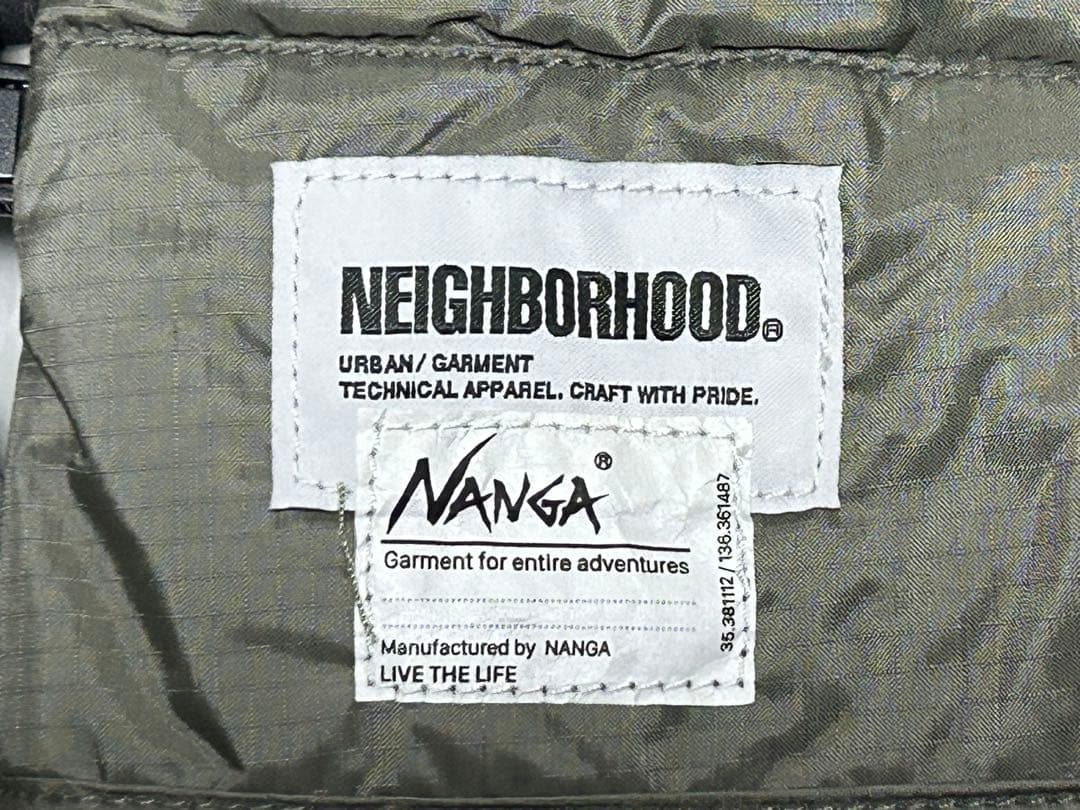 NEIGHBORHOOD®
URBAN/ GARMENT
TECHNICAL APPAREL. CRAFT WITH PRIDE.
NANGA®
Garment for entire adventures
Manufactured by NANGA
LIVE THE LIFE
35.381112 / 136.361487